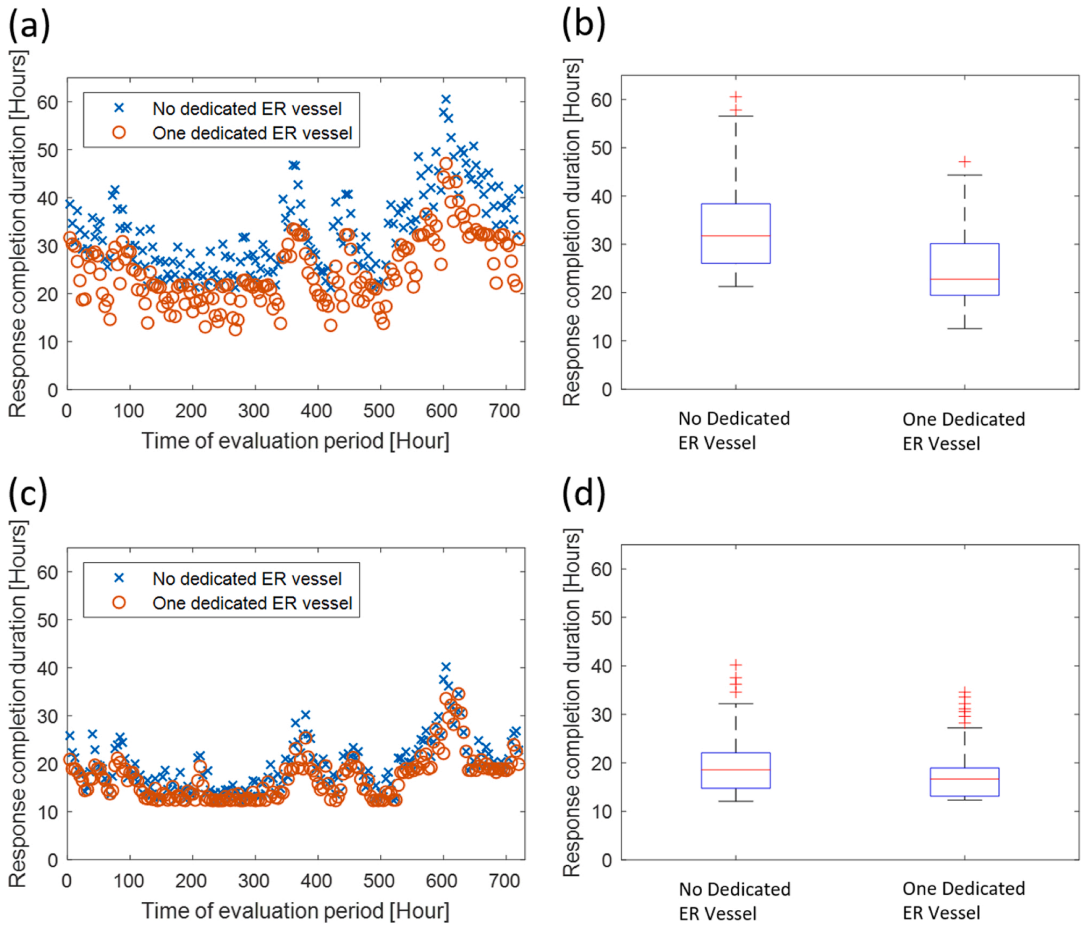 (a)
Response completion duration [Hours]
60
50
40
30
20
10
0
No dedicated ER vessel
One dedicated ER vessel
0 100 200 300 400 500 600 700
Time of evaluation period [Hour]
(b)
Response completion duration [Hours]
60
50
40
30
20
10
0
No Dedicated
ER Vessel
One Dedicated
ER Vessel
(c)
Response completion duration [Hours]
60
50
40
30
20
10
0
No dedicated ER vessel
One dedicated ER vessel
0 100 200 300 400 500 600 700
Time of evaluation period [Hour]
(d)
Response completion duration [Hours]
60
50
40
30
20
10
0
No Dedicated
ER Vessel
One Dedicated
ER Vessel